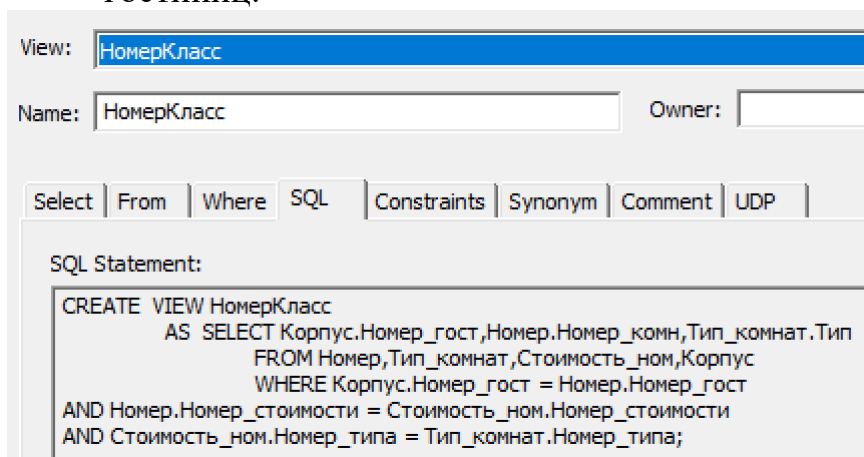 гостиниц.
View: НомерКласс
Name: НомерКласс Owner:
Select From Where SQL Constraints Synonym Comment UDP
SQL Statement:
CREATE VIEW НомерКласс
AS SELECT Корпус.Номер_гост,Номер.Номер_комн,Тип_комнат.Тип
FROM Номер,Тип_комнат,Стоимость_ном,Корпус
WHERE Корпус.Номер_гост = Номер.Номер_гост
AND Номер.Номер_стоимости = Стоимость_ном.Номер_стоимости
AND Стоимость_ном.Номер_типа = Тип_комнат.Номер_типа;